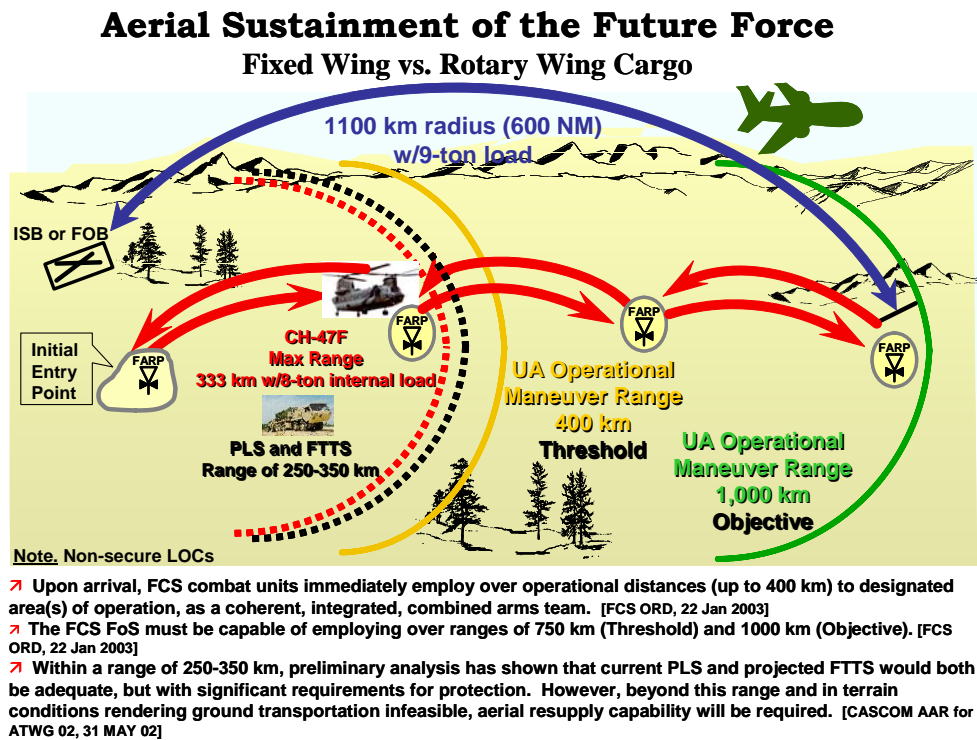 Aerial Sustainment of the Future Force
Fixed Wing vs. Rotary Wing Cargo
1100 km radius (600 NM)
w/9-ton load
ISB or FOB
Initial
Entry
Point
FARP
FARP
FARP
FARP
CH-47F
Max Range
333 km w/8-ton internal load
PLS and FTTS
Range of 250-350 km
UA Operational
Maneuver Range
400 km
Threshold
UA Operational
Maneuver Range
1,000 km
Objective
Note. Non-secure LOCs
Upon arrival, FCS combat units immediately employ over operational distances (up to 400 km) to designated
area(s) of operation, as a coherent, integrated, combined arms team. [FCS ORD, 22 Jan 2003]
The FCS FoS must be capable of employing over ranges of 750 km (Threshold) and 1000 km (Objective). [FCS
ORD, 22 Jan 2003]
Within a range of 250-350 km, preliminary analysis has shown that current PLS and projected FTTS would both
be adequate, but with significant requirements for protection. However, beyond this range and in terrain
conditions rendering ground transportation infeasible, aerial resupply capability will be required. [CASCOM AAR for
ATWG 02, 31 MAY 02]